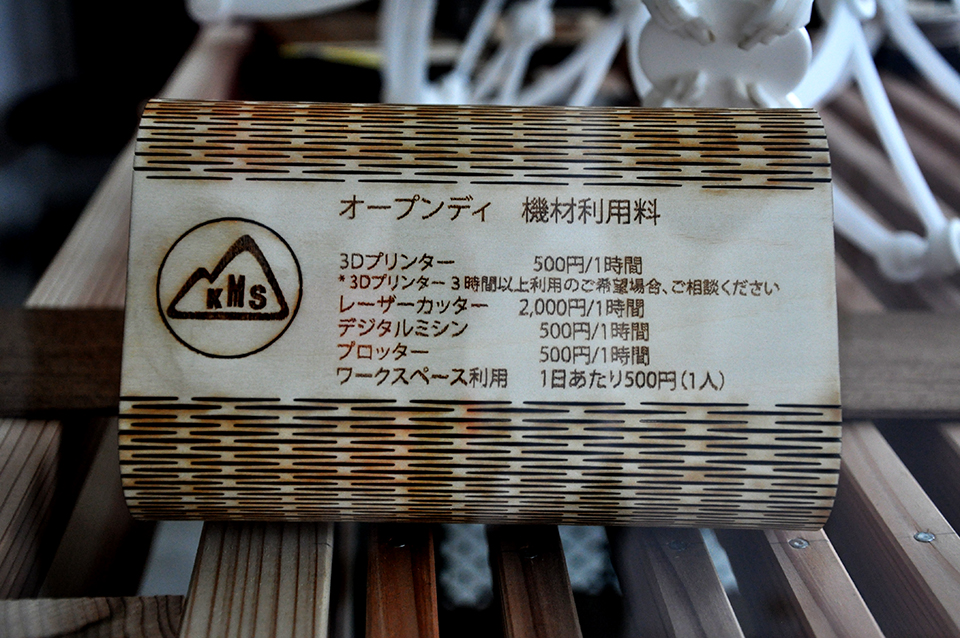 オープンディ　機材利用料
KMS
3Dプリンター 500円/1時間
*3Dプリンター３時間以上利用のご希望場合、ご相談ください
レーザーカッター 2,000円/1時間
デジタルミシン 500円/1時間
プロッター 500円/1時間
ワークスペース利用 1日あたり500円（1人）